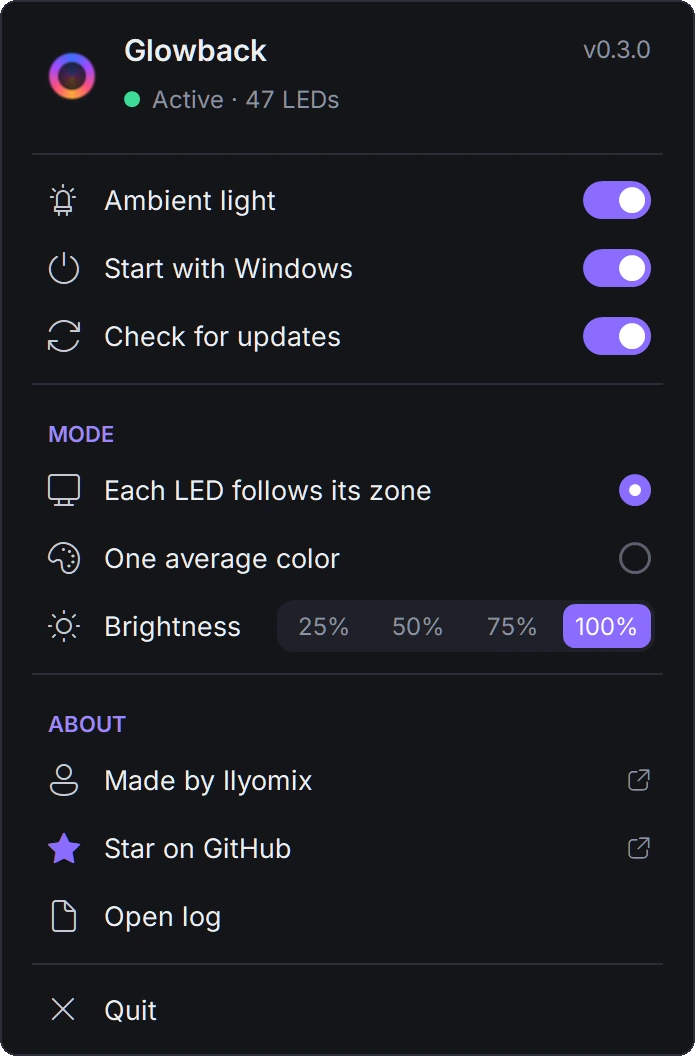 Glowback
v0.3.0
Active · 47 LEDs
Ambient light
Start with Windows
Check for updates
MODE
Each LED follows its zone
One average color
Brightness 25% 50% 75% 100%
ABOUT
Made by Ilyomix
Star on GitHub
Open log
Quit